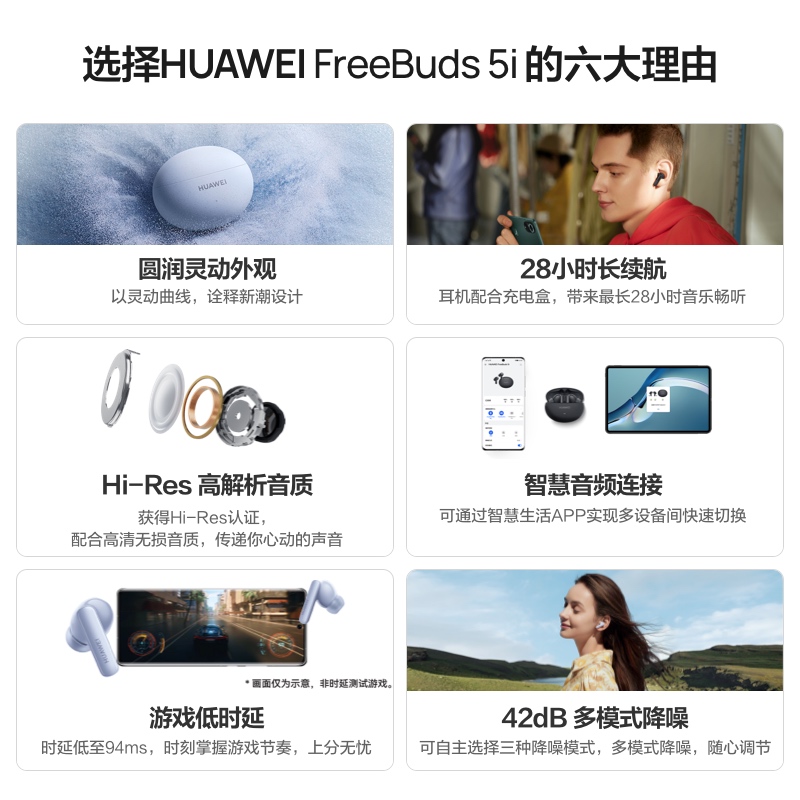 选择HUAWEI FreeBuds 5i 的六大理由
HUAWEI
圆润灵动外观
以灵动曲线，诠释新潮设计
28小时长续航
耳机配合充电盒，带来最长28小时音乐畅听
Hi-Res 高解析音质
获得Hi-Res认证，
配合高清无损音质，传递你心动的声音
智慧音频连接
可通过智慧生活APP实现多设备间快速切换
HUAWEI
* 画面仅为示意，非时延测试游戏。
游戏低时延
时延低至94ms，时刻掌握游戏节奏，上分无忧
42dB 多模式降噪
可自主选择三种降噪模式，多模式降噪，随心调节